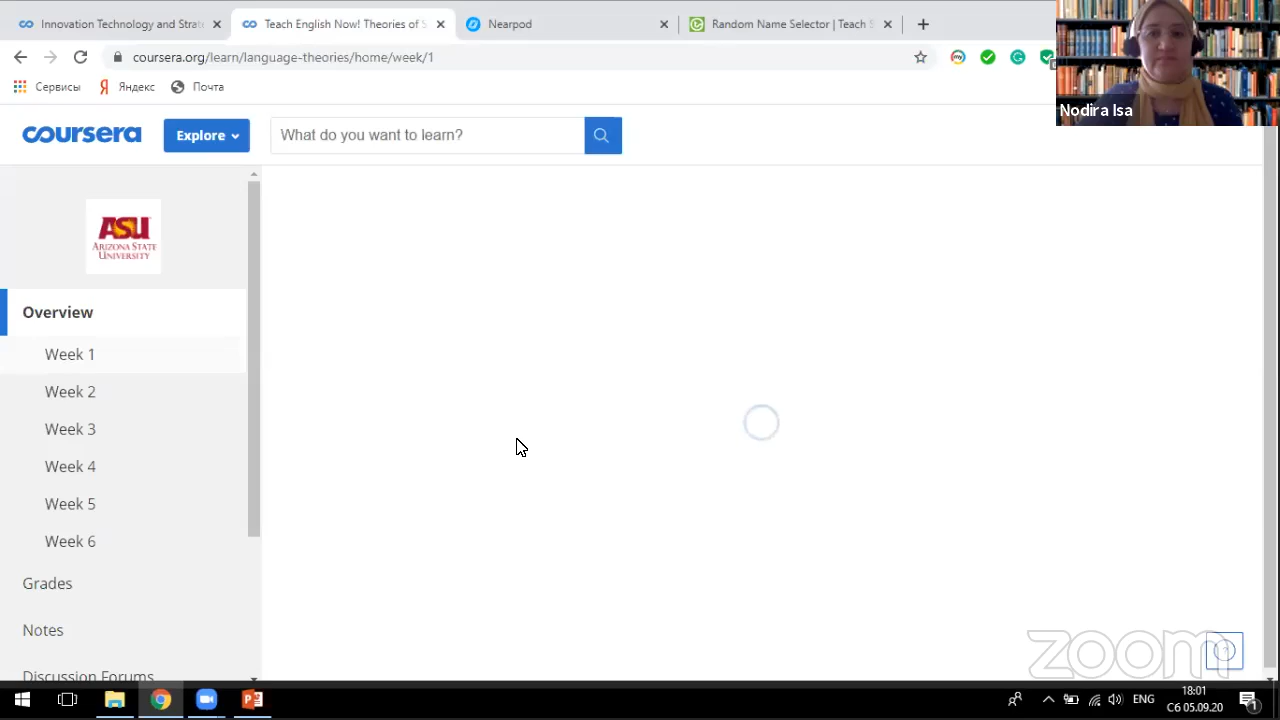 Innovation Technology and Strate
Teach English Now! Theories of S
Nearpod
Random Name Selector | Teach S
coursera.org/learn/language-theories/home/week/1
Сервисы
Яндекс
Почта
Nodira Isa
coursera
Explore
What do you want to learn?
ASU
ARIZONA STATE
UNIVERSITY
Overview
Week 1
Week 2
Week 3
Week 4
Week 5
Week 6
Grades
Notes
Discussion Forums
zoom
ENG
18:01
Сб 05.09.20
1